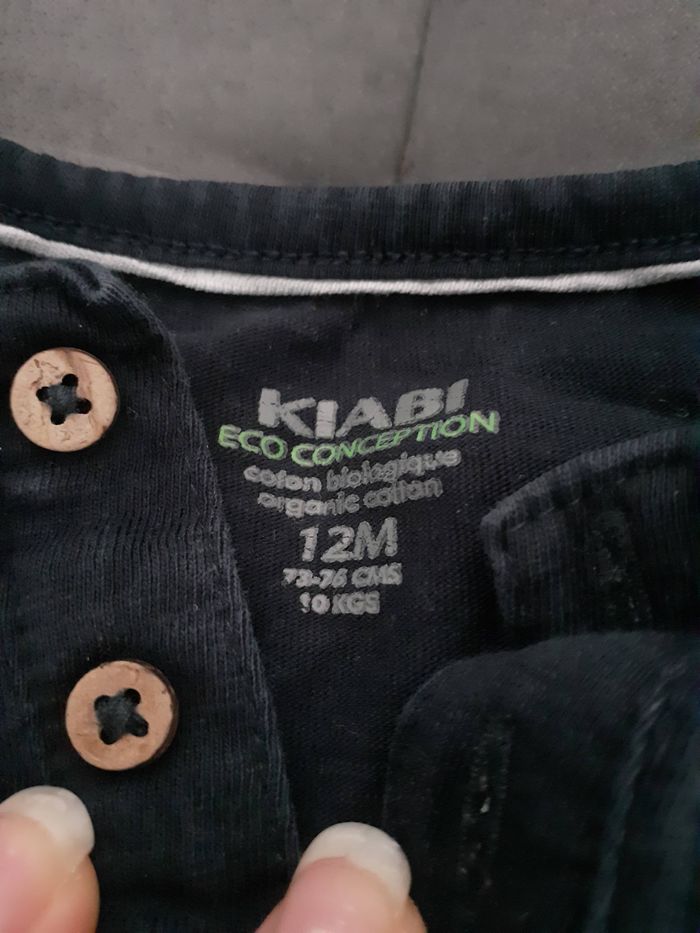 KIABI
ECO CONCEPTION
coton biologique
organic cotton
12M
73-76 CMS
10 KGS